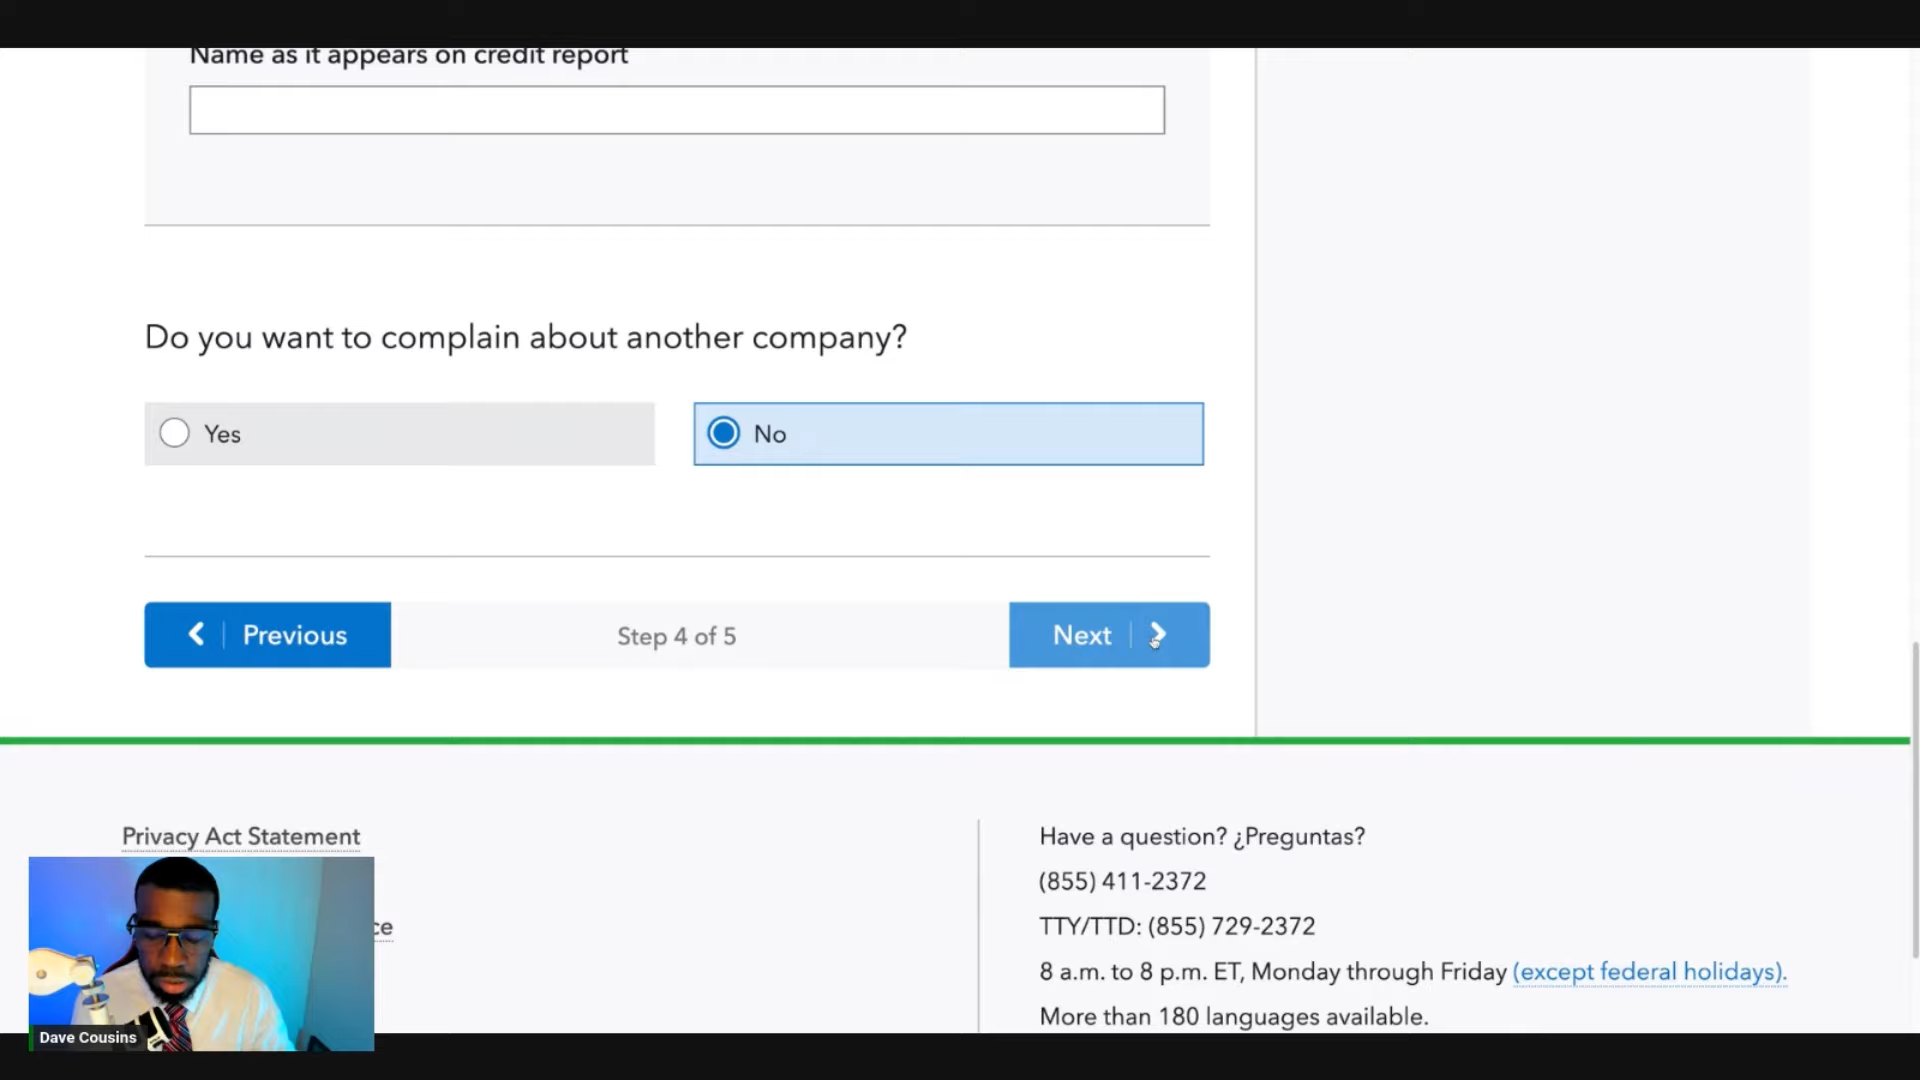 Name as it appears on credit report
Do you want to complain about another company?
Yes
No
Previous
Step 4 of 5
Next
Privacy Act Statement
ce
Have a question? ¿Preguntas?
(855) 411-2372
TTY/TTD: (855) 729-2372
8 a.m. to 8 p.m. ET, Monday through Friday (except federal holidays).
More than 180 languages available.
Dave Cousins